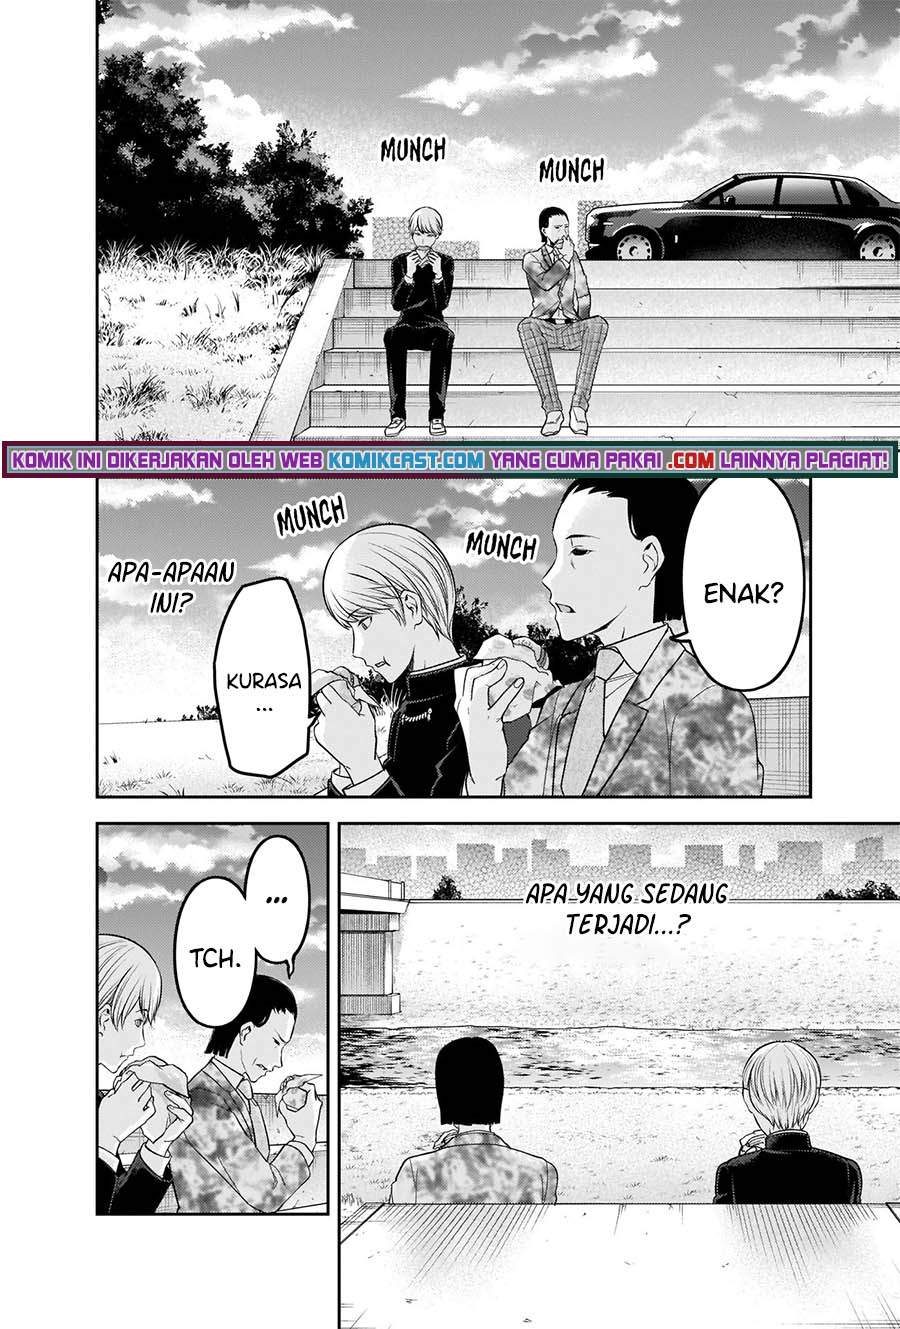 MUNCH
MUNCH
KOMIK INI DIKERJAKAN OLEH WEB KOMIKCAST.COM YANG CUMA PAKAI .COM LAINNYA PLAGIAT!
ENAK?
MUNCH
MUNCH
KURASA
...
APA-APAAN
INI?
APA YANG SEDANG
TERJADI...?
...
TCH.